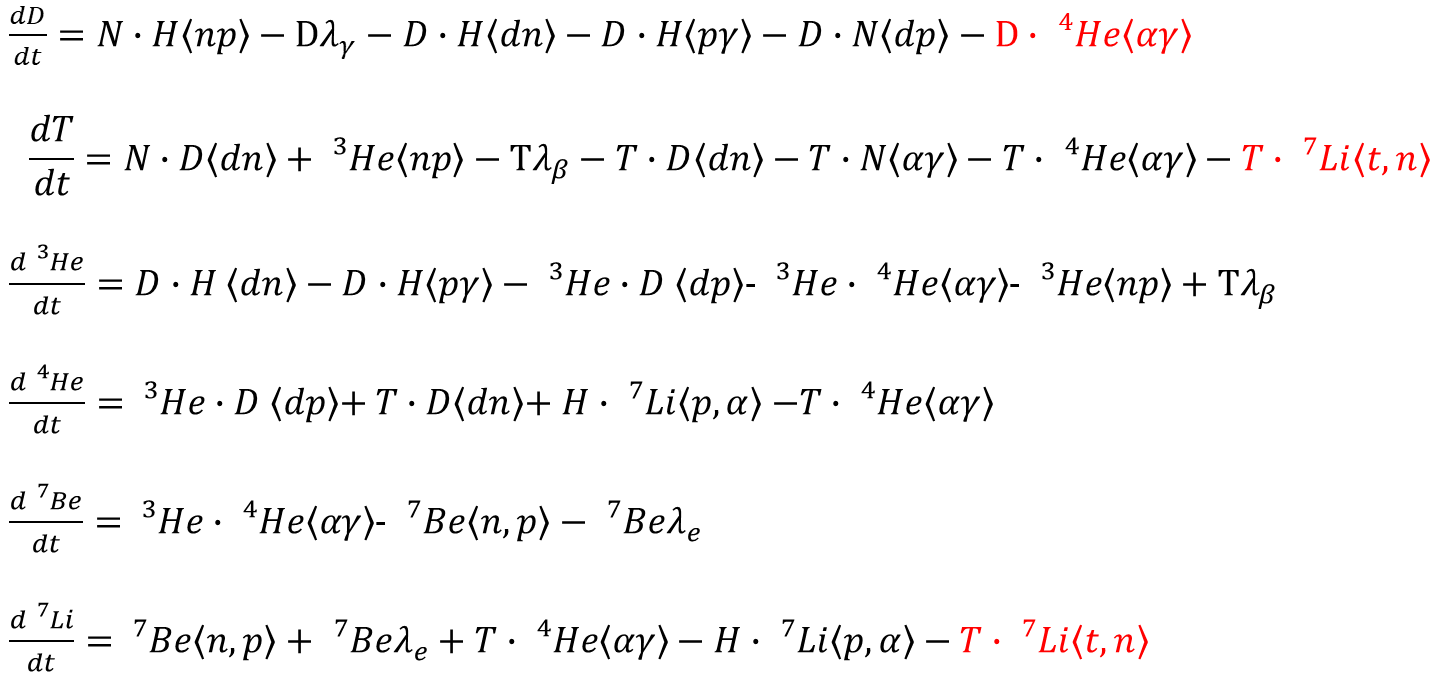 dD/dt = N · H⟨np⟩ − Dλ_γ − D · H⟨dn⟩ − D · H⟨pγ⟩ − D · N⟨dp⟩ − D · ⁴He⟨αγ⟩
dT/dt = N · D⟨dn⟩ + ³He⟨np⟩ − Tλ_β − T · D⟨dn⟩ − T · N⟨αγ⟩ − T · ⁴He⟨αγ⟩ − T · ⁷Li⟨t, n⟩
d ³He/dt = D · H ⟨dn⟩ − D · H⟨pγ⟩ − ³He · D ⟨dp⟩- ³He · ⁴He⟨αγ⟩- ³He⟨np⟩ + Tλ_β
d ⁴He/dt = ³He · D ⟨dp⟩+ T · D⟨dn⟩+ H · ⁷Li⟨p, α⟩ −T · ⁴He⟨αγ⟩
d ⁷Be/dt = ³He · ⁴He⟨αγ⟩- ⁷Be⟨n, p⟩ − ⁷Beλ_e
d ⁷Li/dt = ⁷Be⟨n, p⟩ + ⁷Beλ_e + T · ⁴He⟨αγ⟩ − H · ⁷Li⟨p, α⟩ − T · ⁷Li⟨t, n⟩